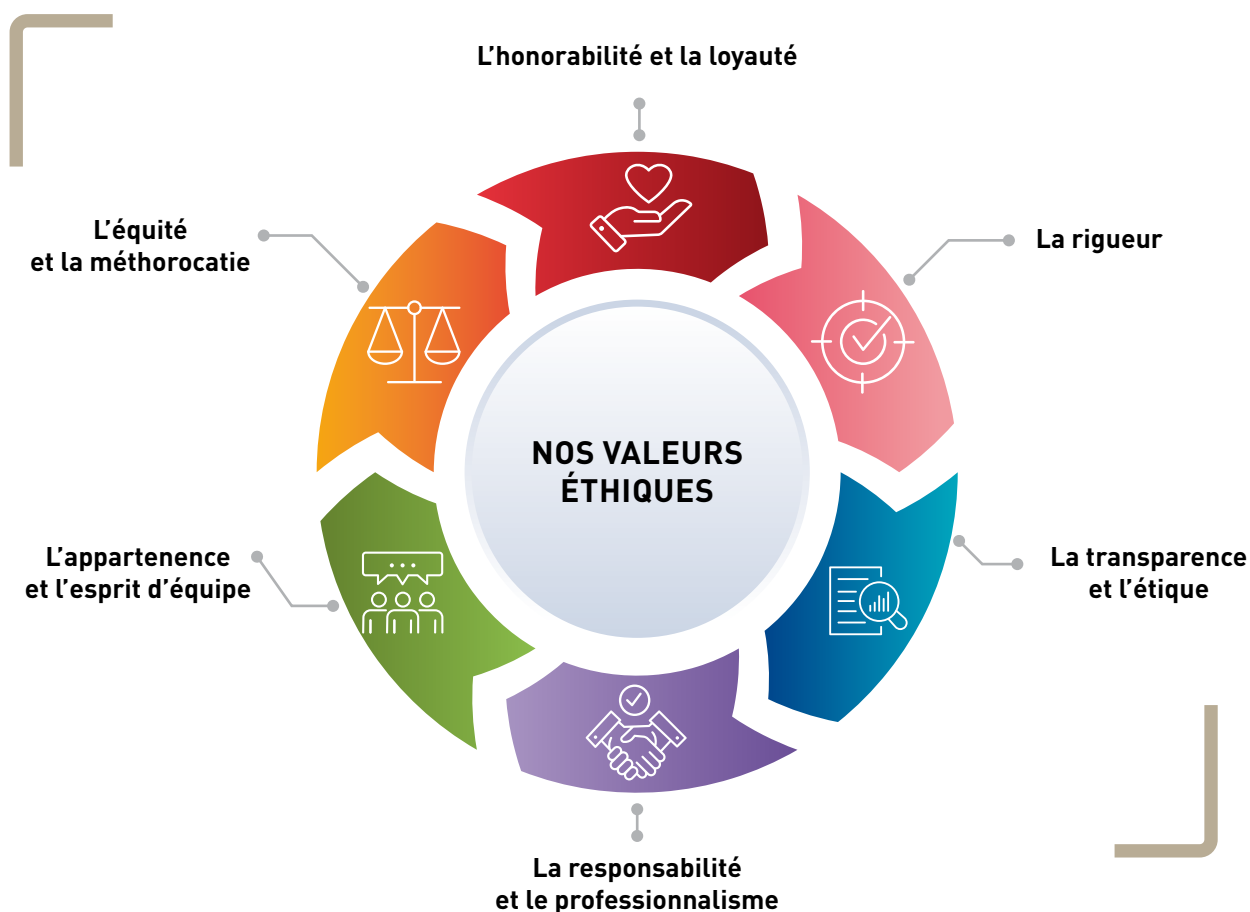 L'honorabilité et la loyauté
L'équité
et la méthorocatie
La rigueur
NOS VALEURS
ÉTHIQUES
L'appartenence
et l'esprit d'équipe
La transparence
et l'étique
La responsabilité
et le professionnalisme